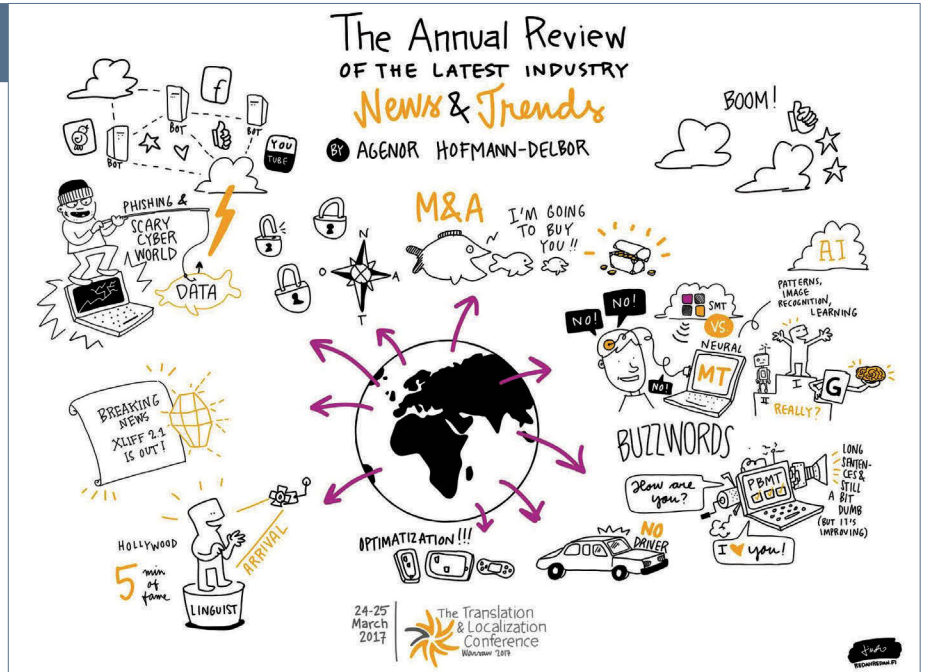 The Annual Review
OF THE LATEST INDUSTRY
News & Trends
BY AGENOR HOFMANN-DELBOR
f
BOT
BOT
BOT
YOU
TUBE
PHISHING &
SCARY
CYBER
WORLD
DATA
BOOM!
M&A
I'M GOING
TO BUY
YOU!!
N
O
A
T
AI
PATTERNS,
IMAGE
RECOGNITION,
LEARNING
NO!
NO!
NO!
SMT
VS
NEURAL
MT
I
II
G
REALLY?
BREAKING
NEWS
XLIFF 2.1
IS OUT!
BUZZWORDS
How are
you?
PBMT
I you!
LONG
SENTEN-
CES &
STILL
A BIT
DUMB
(BUT IT'S
IMPROVING)
HOLLYWOOD
5 min
of
fame
ARRIVAL
LINGUIST
OPTIMATIZATION!!!
NO
DRIVER
24-25
March
2017
The Translation
& Localization
Conference
Warsaw 2017
REDANREDAN.FI